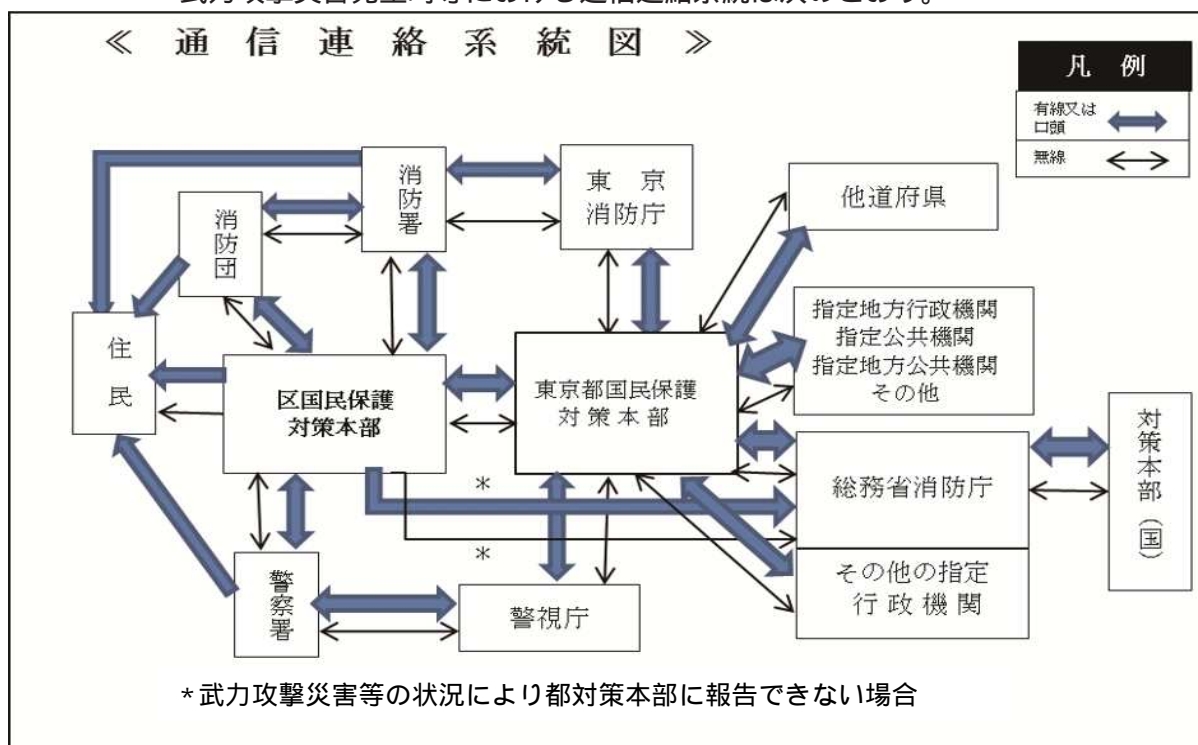 武力攻撃災害発生時等における通信連絡系統は次のとおり。
≪ 通 信 連 絡 系 統 図 ≫
凡 例
有線又は
口頭
無線
消防署
東 京
消防庁
他道府県
消防団
指定地方行政機関
指定公共機関
指定地方公共機関
その他
住民
区国民保護
対策本部
東京都国民保護
対 策 本 部
対策本部（国）
総務省消防庁
*
*
その他の指定
行 政 機 関
警察署
警視庁
*武力攻撃災害等の状況により都対策本部に報告できない場合